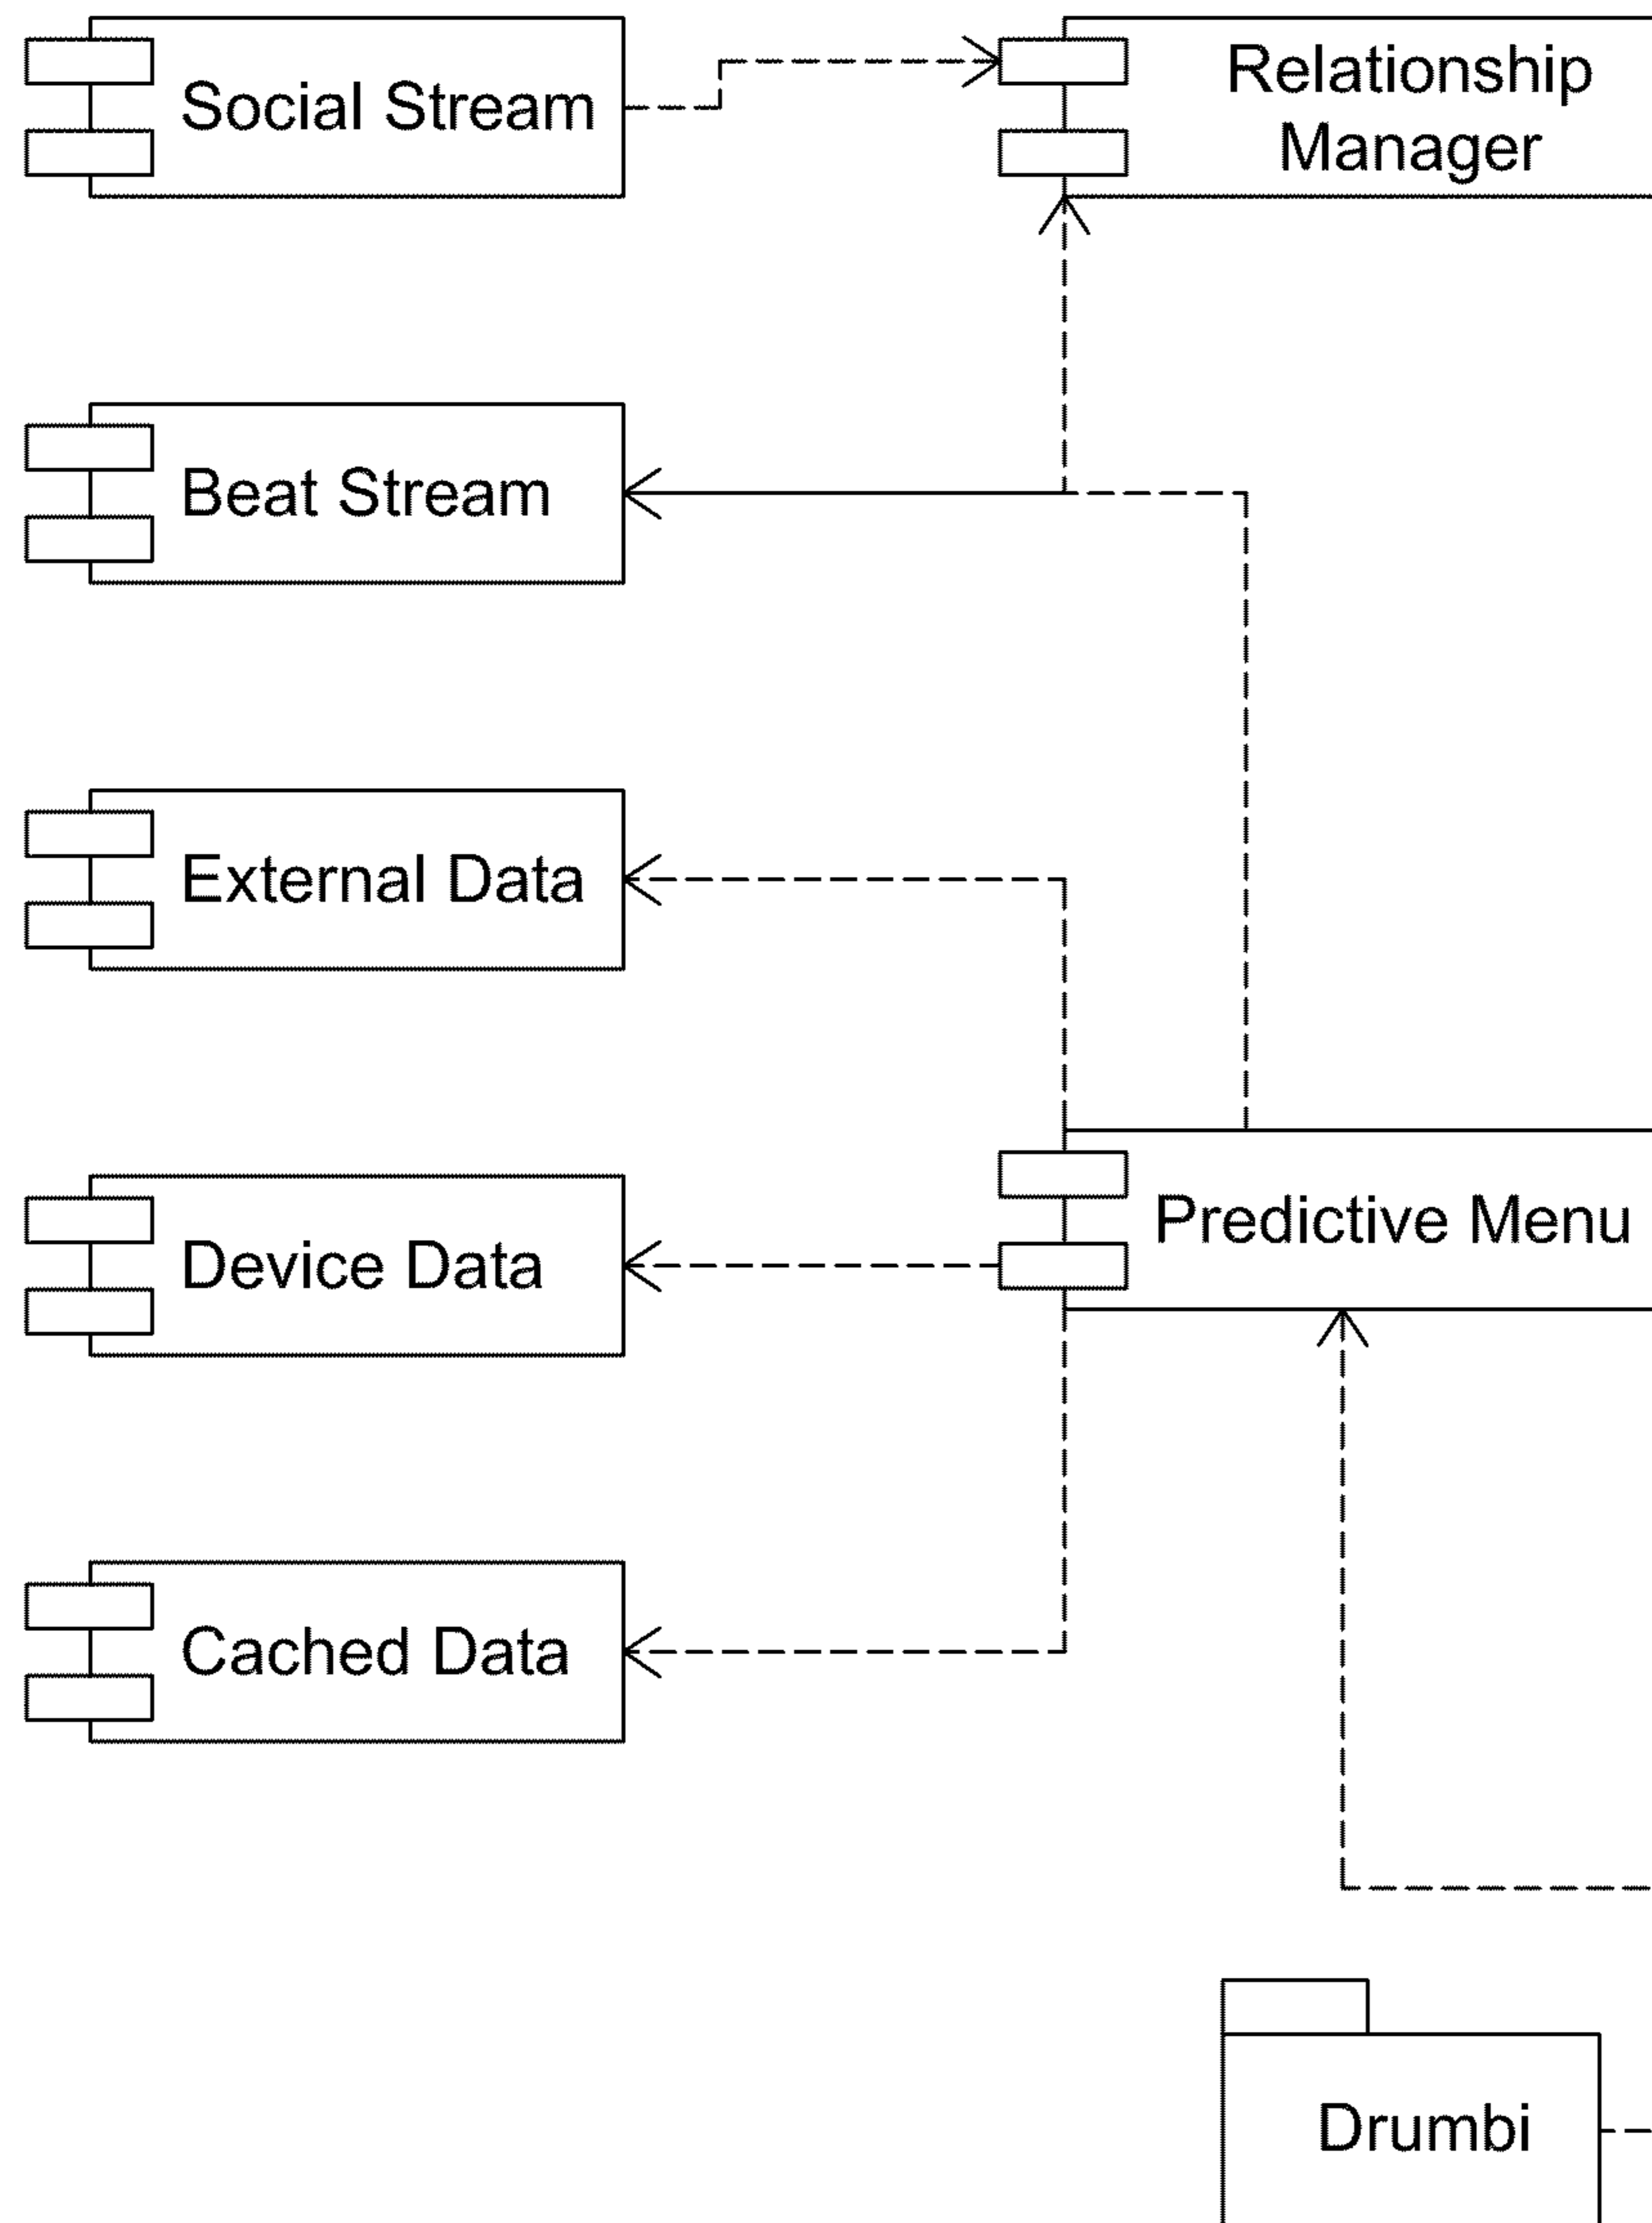 Social Stream
Relationship
Manager
Beat Stream
External Data
Device Data
Predictive Menu
Cached Data
Drumbi